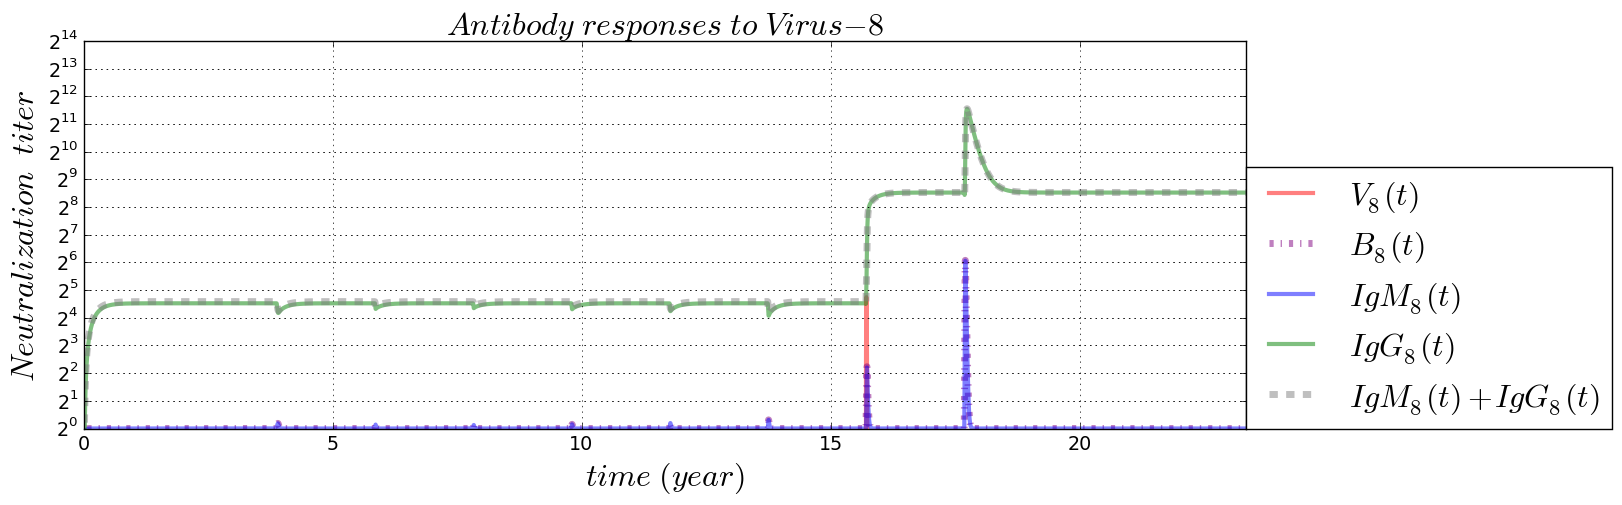 Antibody responses to Virus−8
Neutralization titer
2^14
2^13
2^12
2^11
2^10
2^9
2^8
2^7
2^6
2^5
2^4
2^3
2^2
2^1
2^0
0 5 10 15 20
time (year)
V_8(t)
B_8(t)
IgM_8(t)
IgG_8(t)
IgM_8(t)+IgG_8(t)